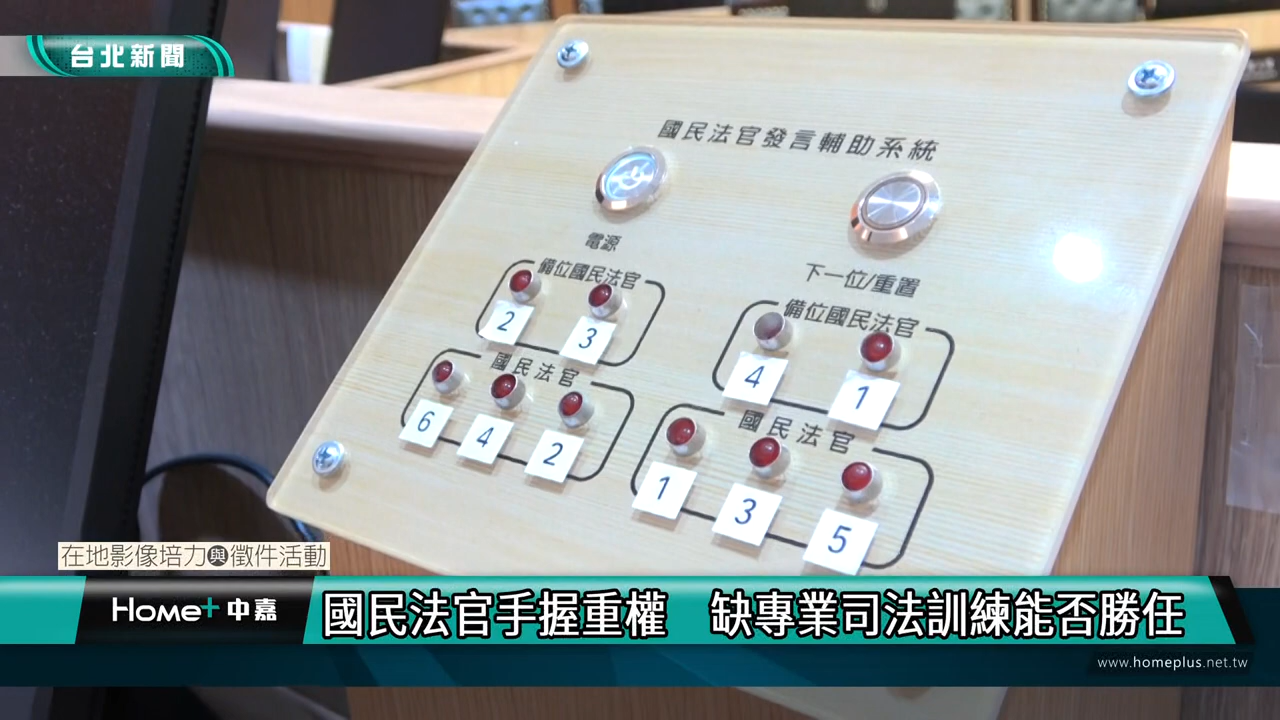 台北新聞
國民法官發言輔助系統
電源
下一位/重置
備位國民法官
2 3
備位國民法官
4 1
國民法官
6 4 2
國民法官
1 3 5
在地影像培力與徵件活動
Home+中嘉
國民法官手握重權 缺專業司法訓練能否勝任
www.homeplus.net.tw